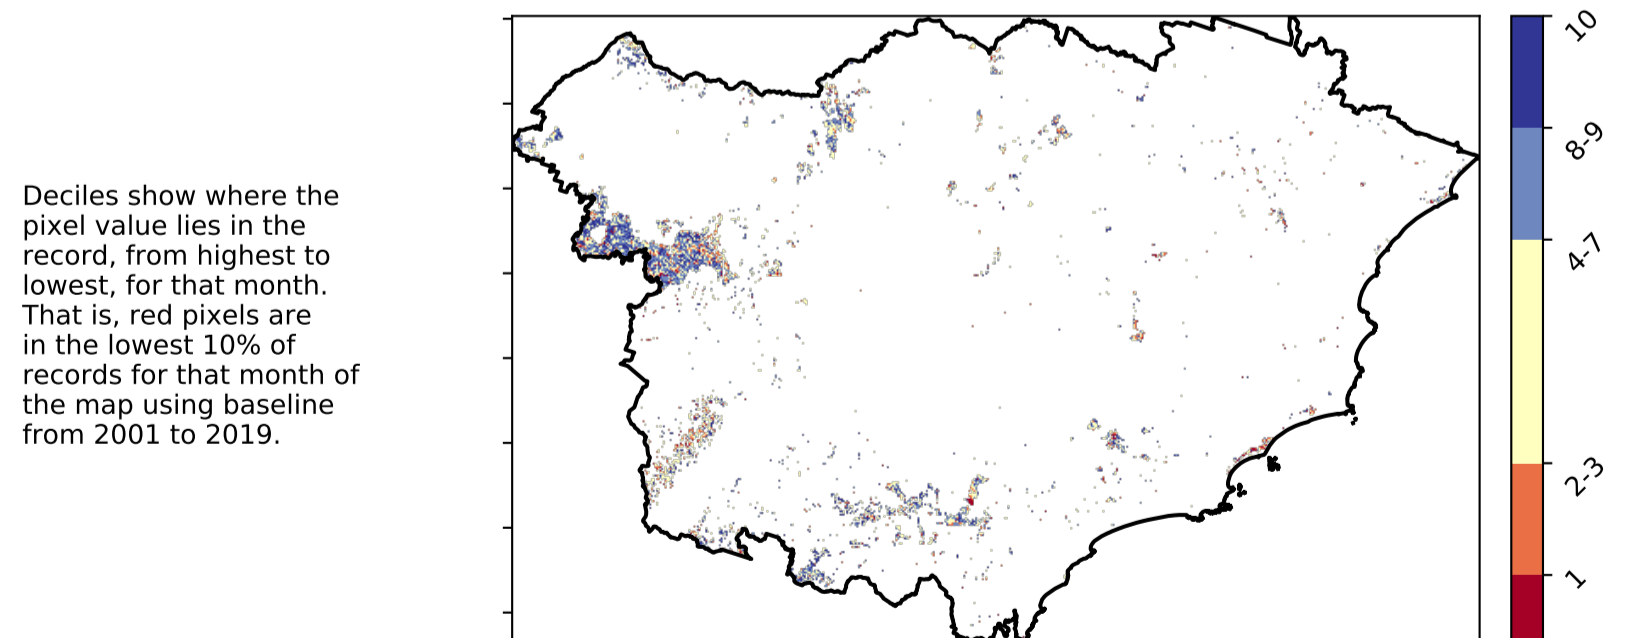 Deciles show where the
pixel value lies in the
record, from highest to
lowest, for that month.
That is, red pixels are
in the lowest 10% of
records for that month of
the map using baseline
from 2001 to 2019.
10
8-9
4-7
2-3
1